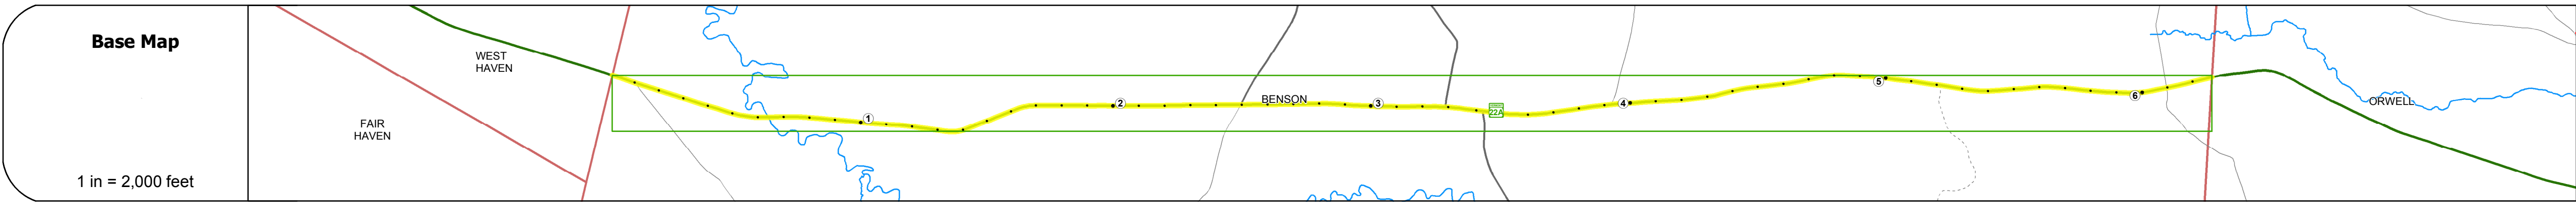 Base Map
1 in = 2,000 feet
WEST
HAVEN
FAIR
HAVEN
1
2
BENSON
3
22A
4
5
6
ORWELL